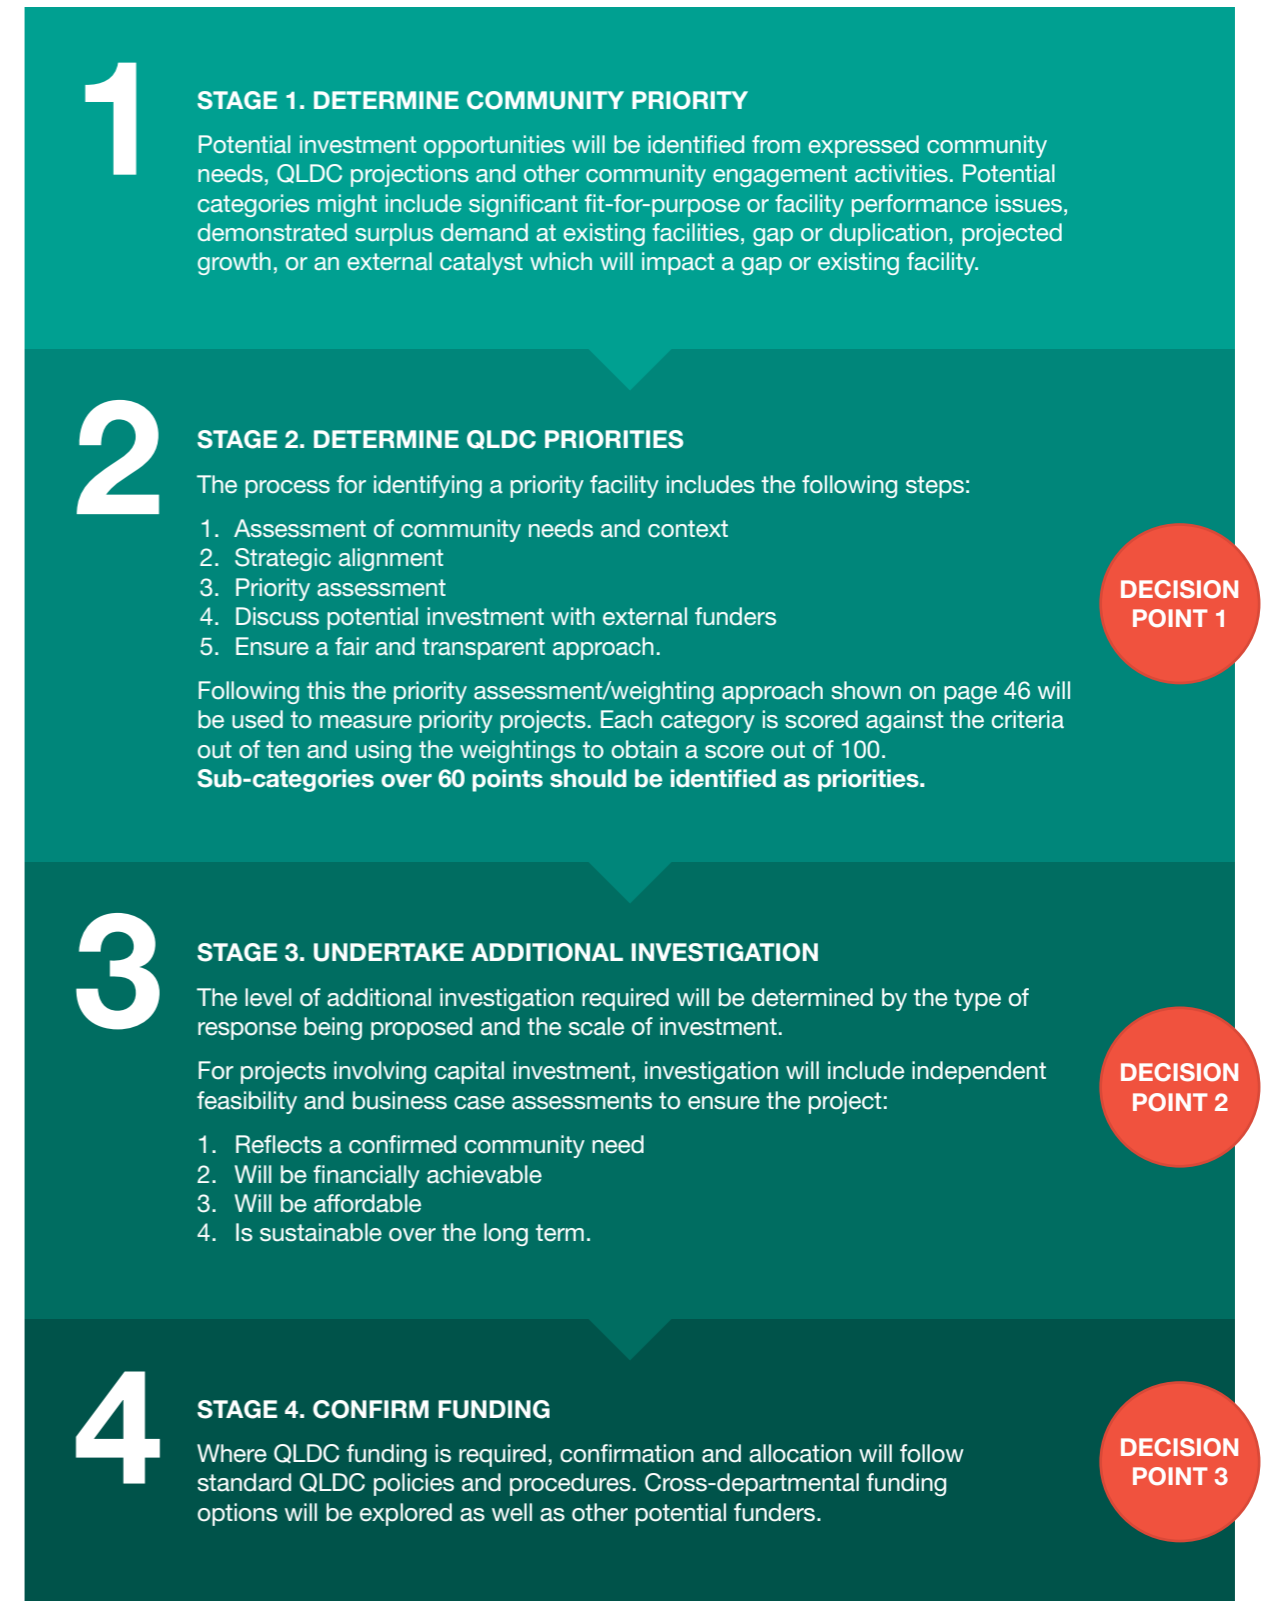 1
STAGE 1. DETERMINE COMMUNITY PRIORITY
Potential investment opportunities will be identified from expressed community
needs, QLDC projections and other community engagement activities. Potential
categories might include significant fit-for-purpose or facility performance issues,
demonstrated surplus demand at existing facilities, gap or duplication, projected
growth, or an external catalyst which will impact a gap or existing facility.
2
STAGE 2. DETERMINE QLDC PRIORITIES
The process for identifying a priority facility includes the following steps:
1. Assessment of community needs and context
2. Strategic alignment
3. Priority assessment
4. Discuss potential investment with external funders
5. Ensure a fair and transparent approach.
Following this the priority assessment/weighting approach shown on page 46 will
be used to measure priority projects. Each category is scored against the criteria
out of ten and using the weightings to obtain a score out of 100.
Sub-categories over 60 points should be identified as priorities.
DECISION
POINT 1
3
STAGE 3. UNDERTAKE ADDITIONAL INVESTIGATION
The level of additional investigation required will be determined by the type of
response being proposed and the scale of investment.
For projects involving capital investment, investigation will include independent
feasibility and business case assessments to ensure the project:
1. Reflects a confirmed community need
2. Will be financially achievable
3. Will be affordable
4. Is sustainable over the long term.
DECISION
POINT 2
4
STAGE 4. CONFIRM FUNDING
Where QLDC funding is required, confirmation and allocation will follow
standard QLDC policies and procedures. Cross-departmental funding
options will be explored as well as other potential funders.
DECISION
POINT 3